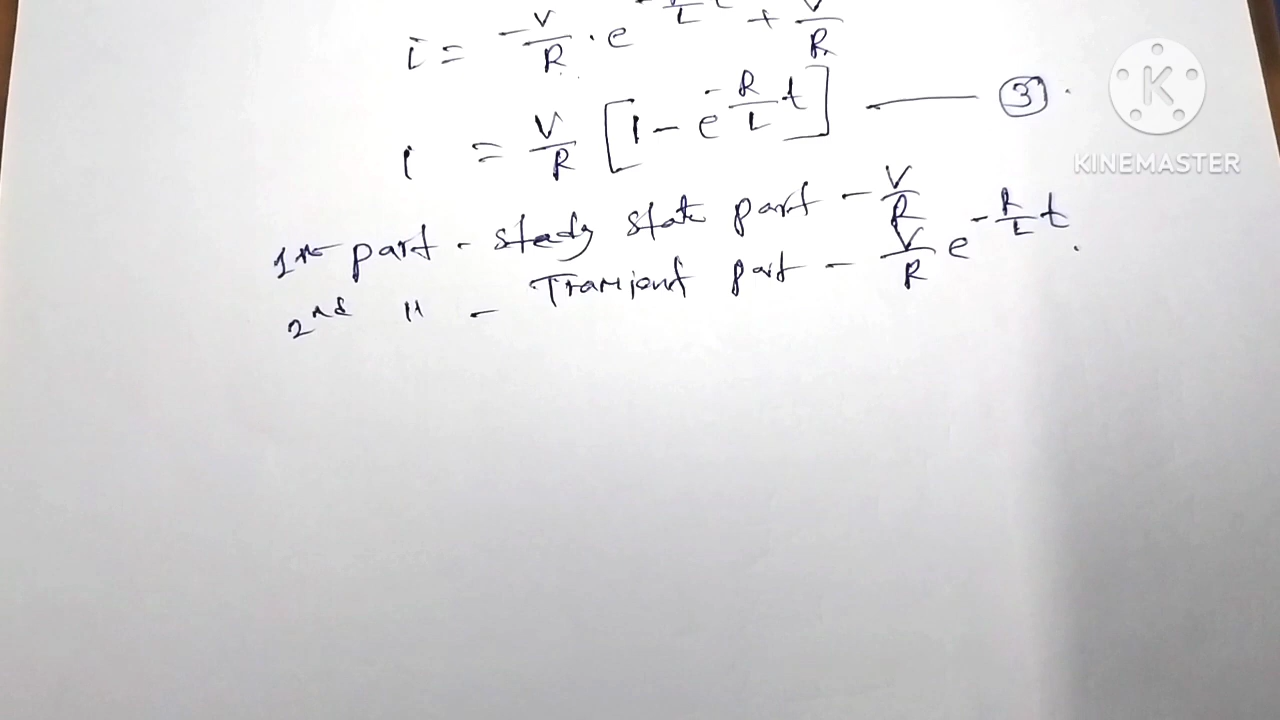 i = -V/R · e^(-R/L t) + V/R
i = V/R [1 - e^(-R/L t)] —— ③
KINEMASTER
1st part - steady state part - V/R
2nd " - Transient part - V/R e^(-R/L t)